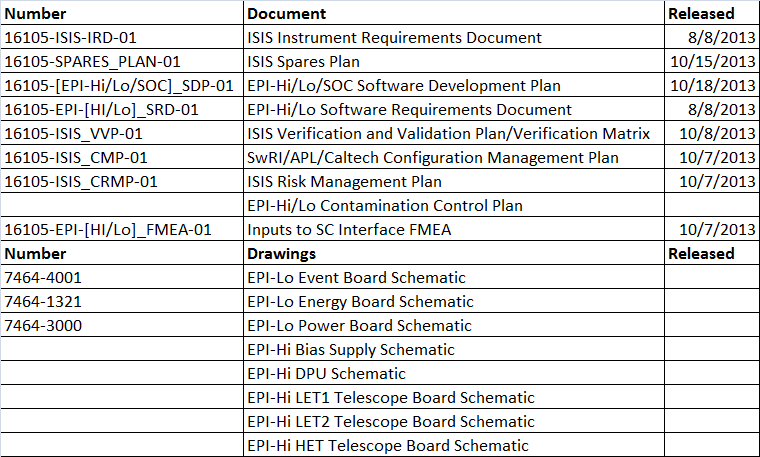 Number Document Released
16105-ISIS-IRD-01 ISIS Instrument Requirements Document 8/8/2013
16105-SPARES_PLAN-01 ISIS Spares Plan 10/15/2013
16105-[EPI-Hi/Lo/SOC]_SDP-01 EPI-Hi/Lo/SOC Software Development Plan 10/18/2013
16105-EPI-[HI/Lo]_SRD-01 EPI-Hi/Lo Software Requirements Document 8/8/2013
16105-ISIS_VVP-01 ISIS Verification and Validation Plan/Verification Matrix 10/8/2013
16105-ISIS_CMP-01 SwRI/APL/Caltech Configuration Management Plan 10/7/2013
16105-ISIS_CRMP-01 ISIS Risk Management Plan 10/7/2013
EPI-Hi/Lo Contamination Control Plan
16105-EPI-[HI/Lo]_FMEA-01 Inputs to SC Interface FMEA 10/7/2013
Number Drawings Released
7464-4001 EPI-Lo Event Board Schematic
7464-1321 EPI-Lo Energy Board Schematic
7464-3000 EPI-Lo Power Board Schematic
EPI-Hi Bias Supply Schematic
EPI-Hi DPU Schematic
EPI-Hi LET1 Telescope Board Schematic
EPI-Hi LET2 Telescope Board Schematic
EPI-Hi HET Telescope Board Schematic